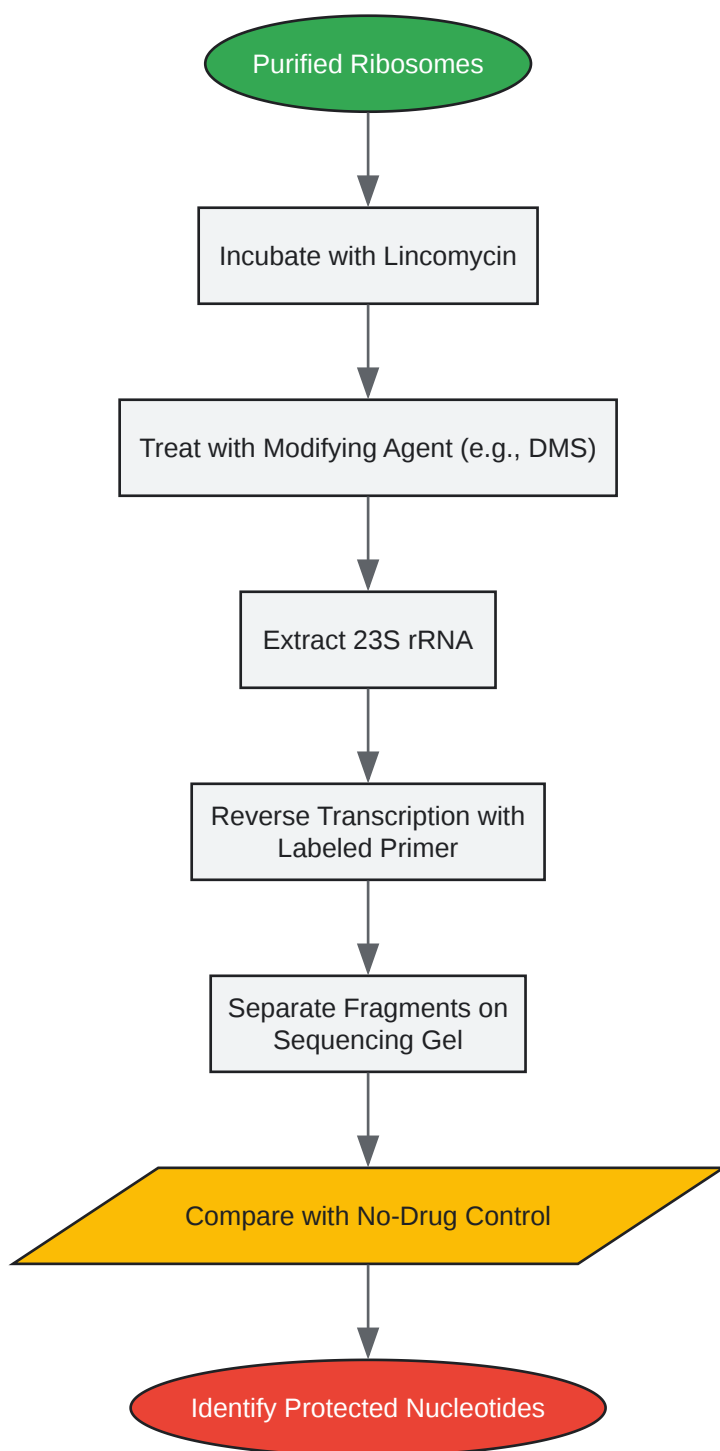 Purified Ribosomes
Incubate with Lincomycin
Treat with Modifying Agent (e.g., DMS)
Extract 23S rRNA
Reverse Transcription with
Labeled Primer
Separate Fragments on
Sequencing Gel
Compare with No-Drug Control
Identify Protected Nucleotides